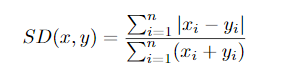 $SD(x, y) = \frac{\sum_{i=1}^{n} |x_i - y_i|}{\sum_{i=1}^{n} (x_i + y_i)}$